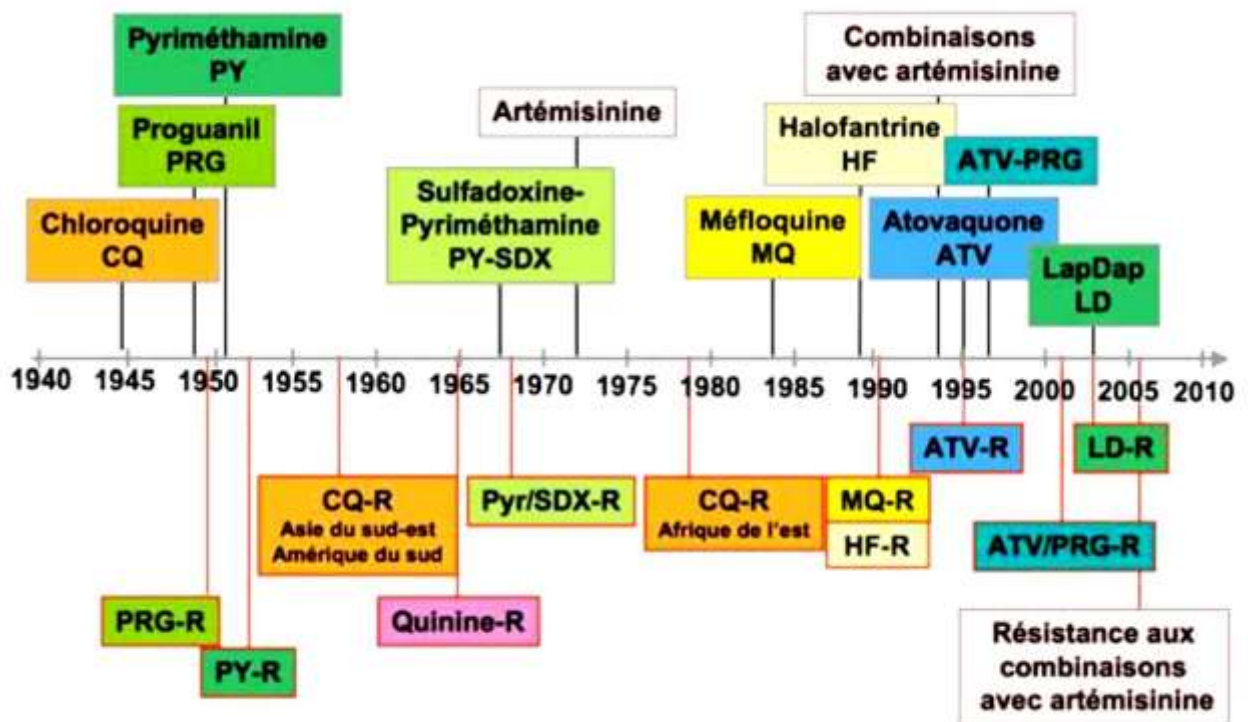 Pyriméthamine
PY
Combinaisons
avec artémisinine
Proguanil
PRG
Artémisinine
Halofantrine
HF
ATV-PRG
Chloroquine
CQ
Sulfadoxine-
Pyriméthamine
PY-SDX
Méfloquine
MQ
Atovaquone
ATV
LapDap
LD
1940 1945 1950 1955 1960 1965 1970 1975 1980 1985 1990 1995 2000 2005 2010
ATV-R
LD-R
CQ-R
Asie du sud-est
Amérique du sud
Pyr/SDX-R
CQ-R
Afrique de l'est
MQ-R
HF-R
ATV/PRG-R
PRG-R
PY-R
Quinine-R
Résistance aux
combinaisons
avec artémisinine